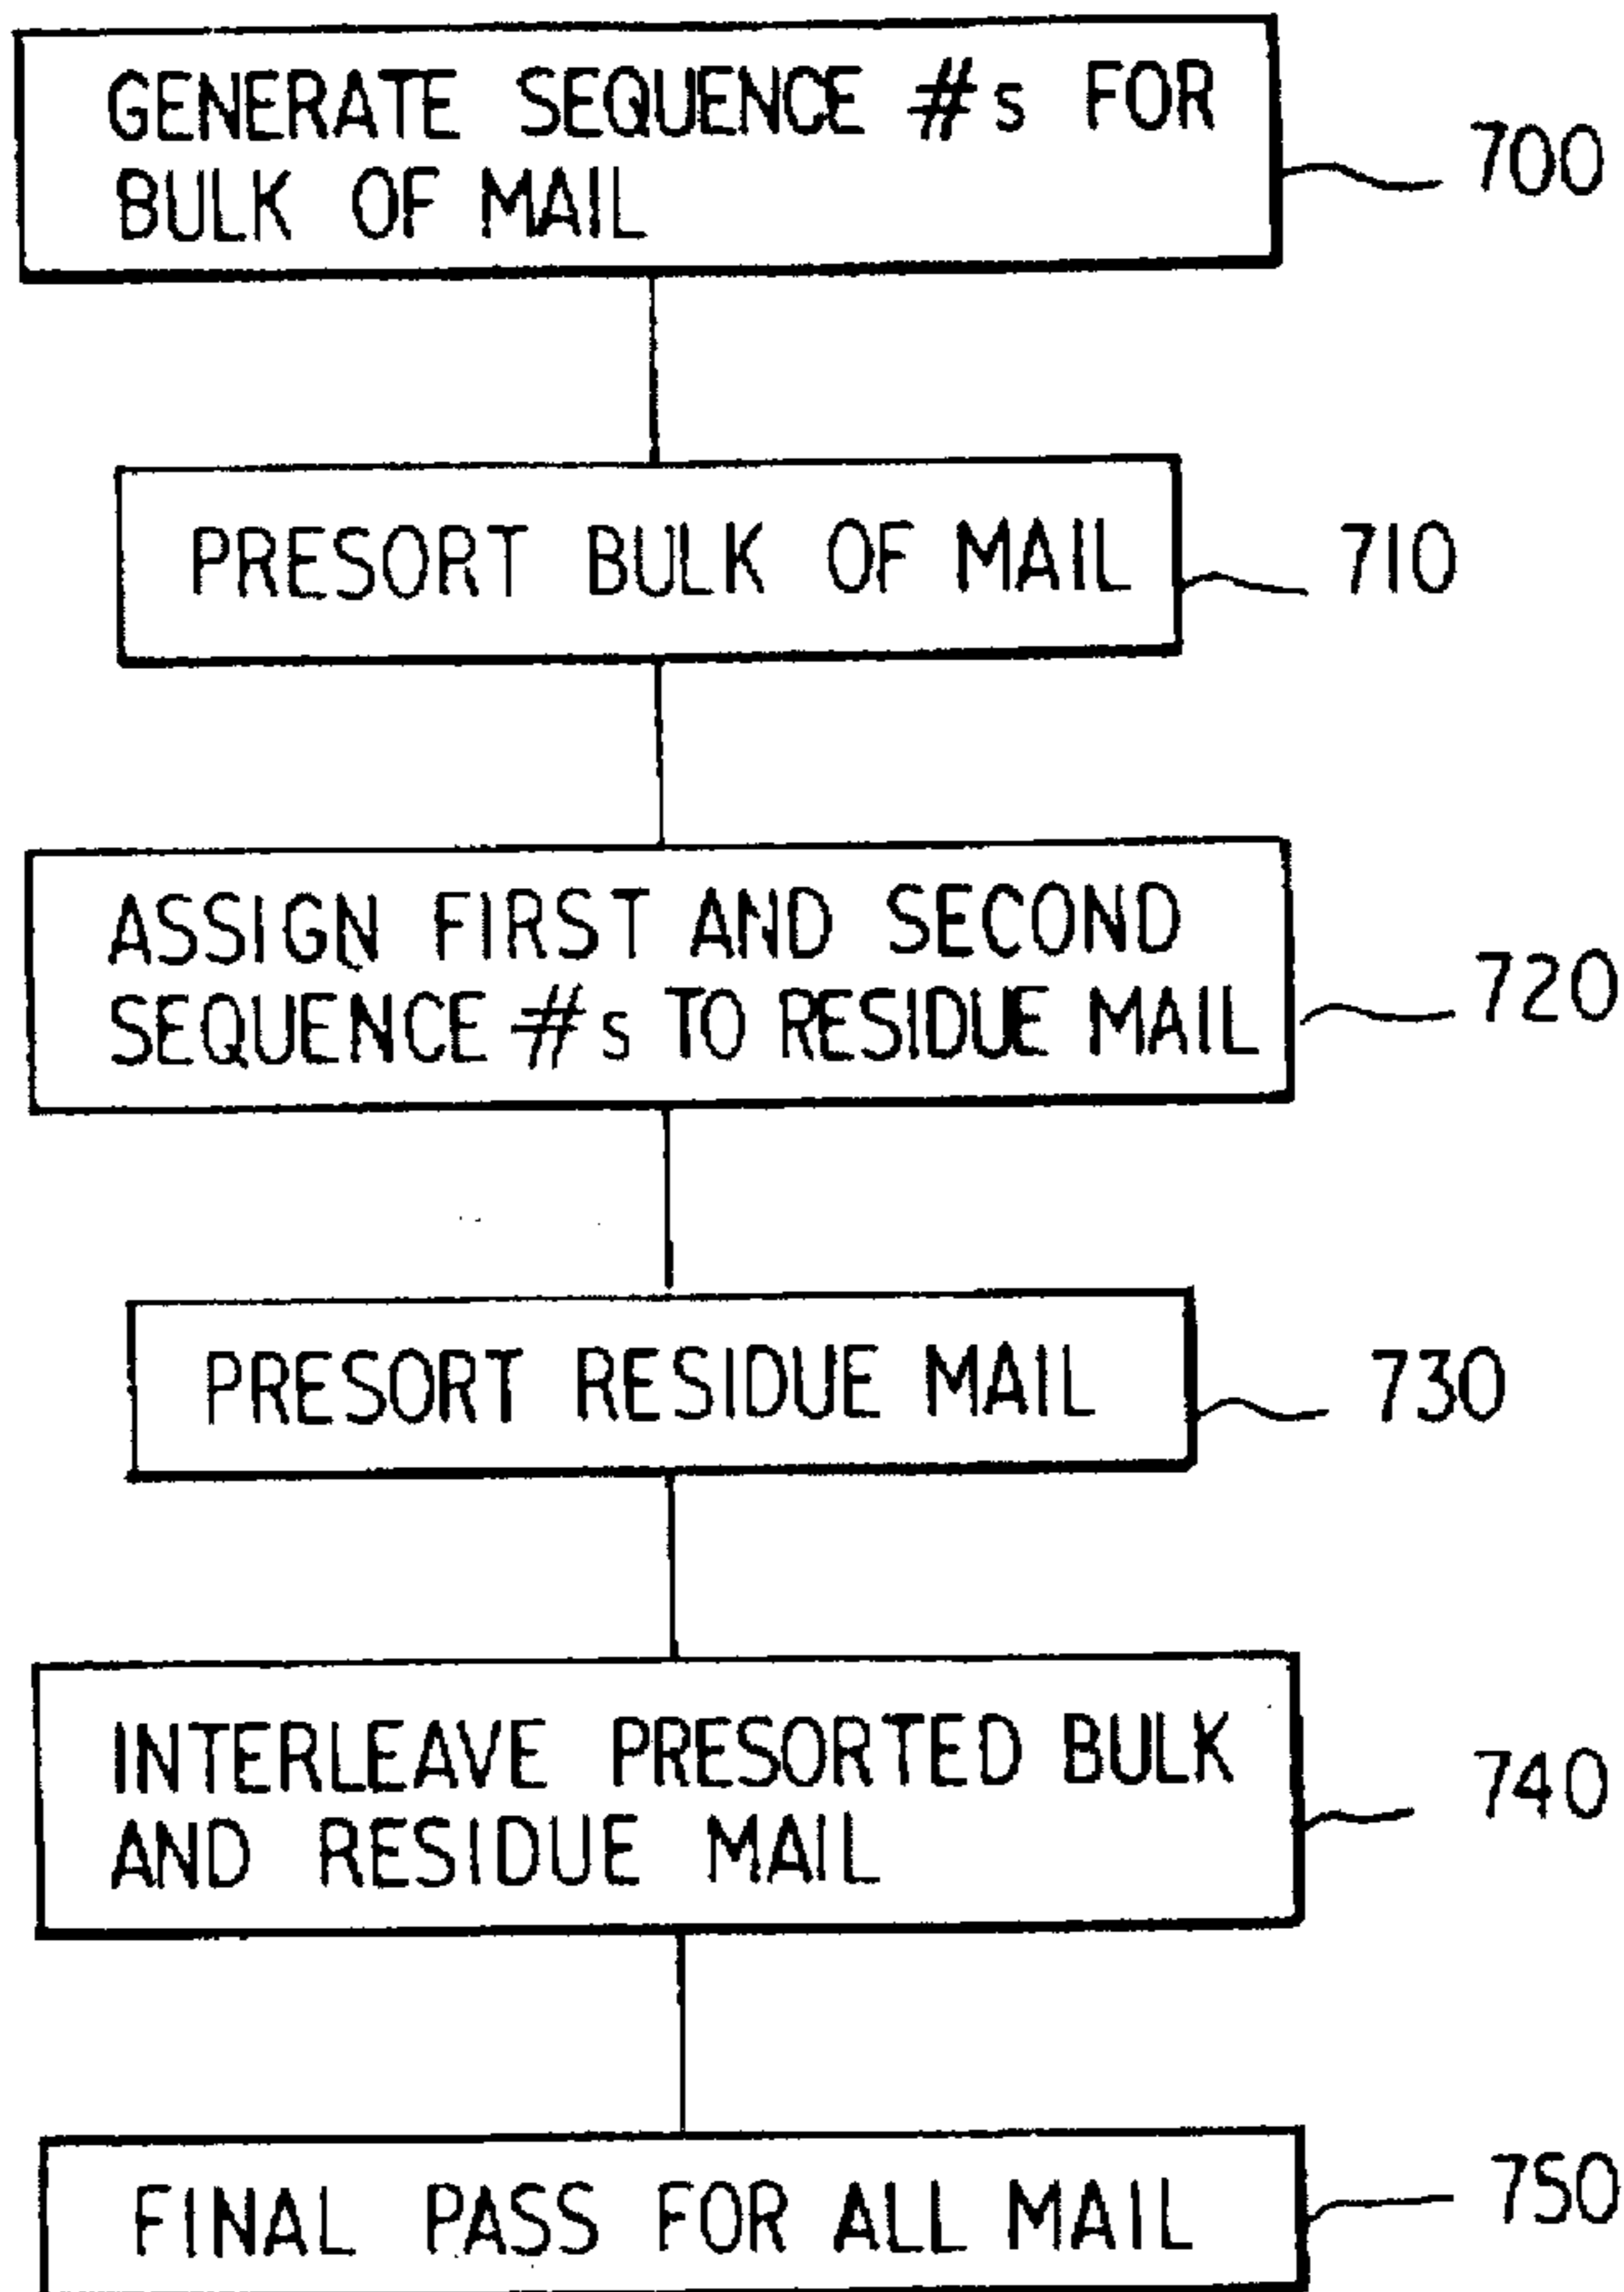 GENERATE SEQUENCE #s FOR
BULK OF MAIL
700
PRESORT BULK OF MAIL
710
ASSIGN FIRST AND SECOND
SEQUENCE #s TO RESIDUE MAIL
720
PRESORT RESIDUE MAIL
730
INTERLEAVE PRESORTED BULK
AND RESIDUE MAIL
740
FINAL PASS FOR ALL MAIL
750